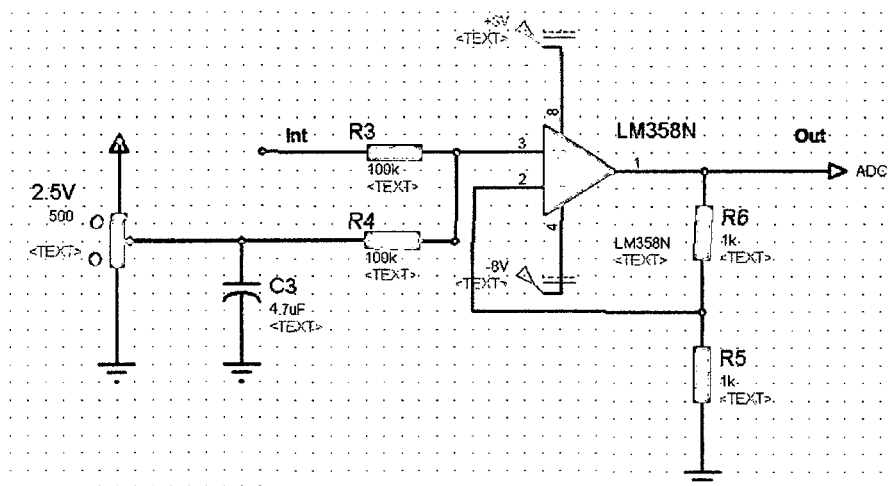 <TEXT>
8
LM358N
Int
R3
3
Out
100k
<TEXT>
1
ADC
2
2.5V
500
<TEXT>
R4
100k
<TEXT>
4
LM358N
<TEXT>
R6
1k
<TEXT>
-8V
<TEXT>
C3
4.7uF
<TEXT>
R5
1k
<TEXT>